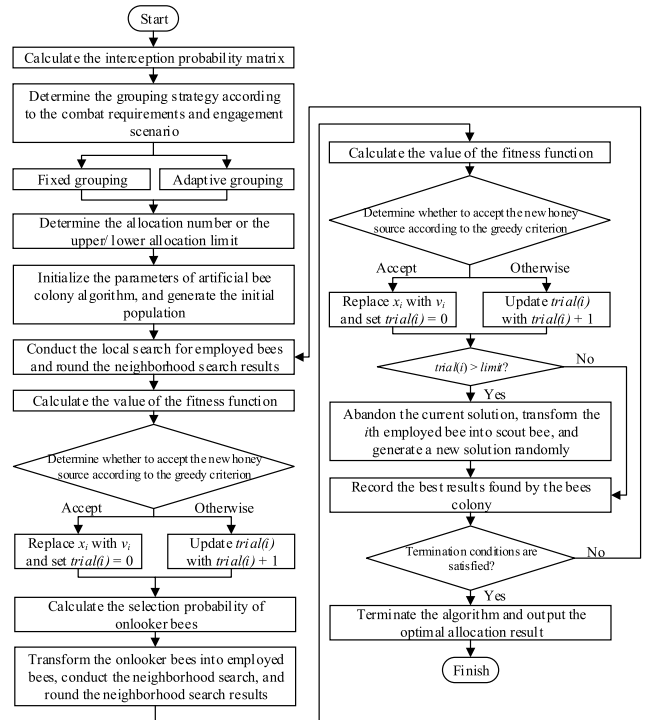 Start
Calculate the interception probability matrix
Determine the grouping strategy according
to the combat requirements and engagement
scenario
Fixed grouping
Adaptive grouping
Determine the allocation number or the
upper/ lower allocation limit
Initialize the parameters of artificial bee
colony algorithm, and generate the initial
population
Conduct the local search for employed bees
and round the neighborhood search results
Calculate the value of the fitness function
Determine whether to accept the new honey
source according to the greedy criterion
Accept
Otherwise
Replace xi with vi
and set trial(i) = 0
Update trial(i)
with trial(i) + 1
Calculate the selection probability of
onlooker bees
Transform the onlooker bees into employed
bees, conduct the neighborhood search, and
round the neighborhood search results
Calculate the value of the fitness function
Determine whether to accept the new honey
source according to the greedy criterion
Accept
Otherwise
Replace xi with vi
and set trial(i) = 0
Update trial(i)
with trial(i) + 1
trial(i) > limit?
No
Yes
Abandon the current solution, transform the
ith employed bee into scout bee, and
generate a new solution randomly
Record the best results found by the bees
colony
Termination conditions are
satisfied?
No
Yes
Terminate the algorithm and output the
optimal allocation result
Finish